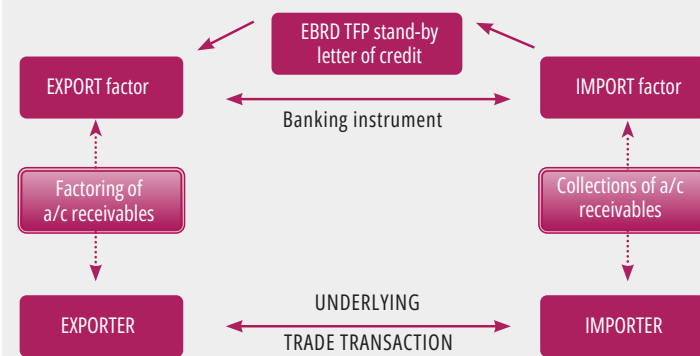 EBRD TFP stand-by
letter of credit
EXPORT factor
IMPORT factor
Banking instrument
Factoring of
a/c receivables
Collections of a/c
receivables
UNDERLYING
EXPORTER
IMPORTER
TRADE TRANSACTION